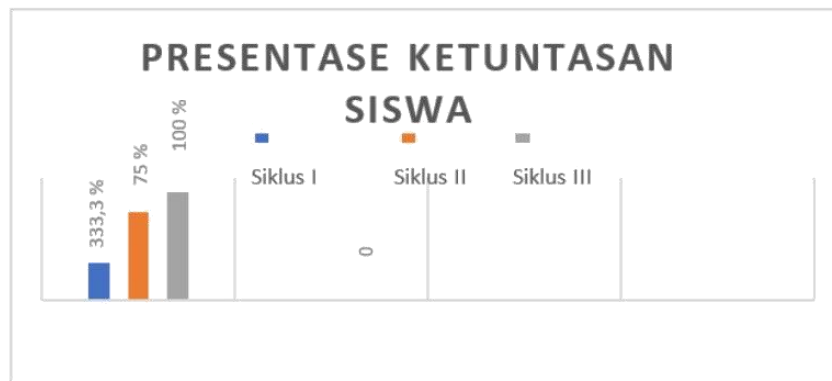 PRESENTASE KETUNTASAN
SISWA
333,3 %
75 %
100 %
Siklus I
Siklus II
Siklus III
0